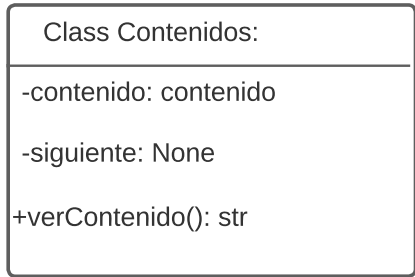 Class Contenidos:
-contenido: contenido
-siguiente: None
+verContenido(): str